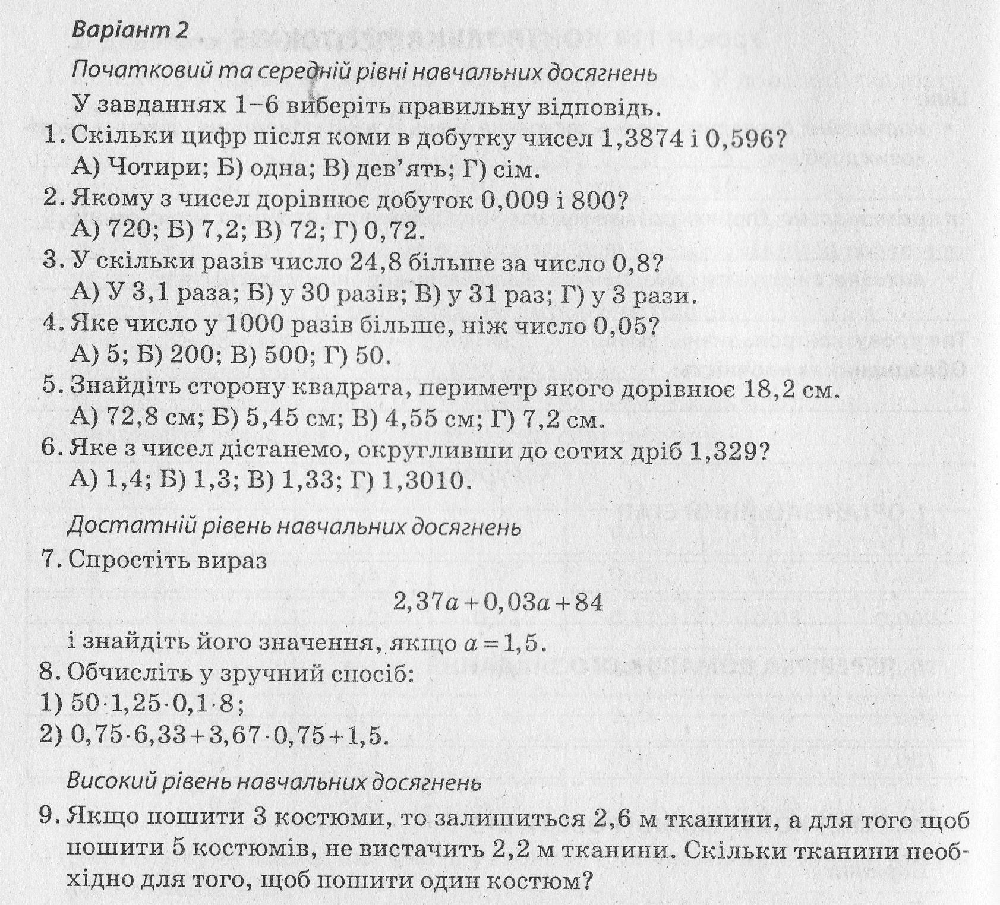 Варіант 2
Початковий та середній рівні навчальних досягнень
У завданнях 1–6 виберіть правильну відповідь.
1. Скільки цифр після коми в добутку чисел 1,3874 і 0,596?
А) Чотири; Б) одна; В) дев’ять; Г) сім.
2. Якому з чисел дорівнює добуток 0,009 і 800?
А) 720; Б) 7,2; В) 72; Г) 0,72.
3. У скільки разів число 24,8 більше за число 0,8?
А) У 3,1 раза; Б) у 30 разів; В) у 31 раз; Г) у 3 рази.
4. Яке число у 1000 разів більше, ніж число 0,05?
А) 5; Б) 200; В) 500; Г) 50.
5. Знайдіть сторону квадрата, периметр якого дорівнює 18,2 см.
А) 72,8 см; Б) 5,45 см; В) 4,55 см; Г) 7,2 см.
6. Яке з чисел дістанемо, округливши до сотих дріб 1,329?
А) 1,4; Б) 1,3; В) 1,33; Г) 1,3010.
Достатній рівень навчальних досягнень
7. Спростіть вираз
2,37a + 0,03a + 84
і знайдіть його значення, якщо a = 1,5.
8. Обчисліть у зручний спосіб:
1) 50·1,25·0,1·8;
2) 0,75·6,33+3,67·0,75+1,5.
Високий рівень навчальних досягнень
9. Якщо пошити 3 костюми, то залишиться 2,6 м тканини, а для того щоб
пошити 5 костюмів, не вистачить 2,2 м тканини. Скільки тканини необ-
хідно для того, щоб пошити один костюм?